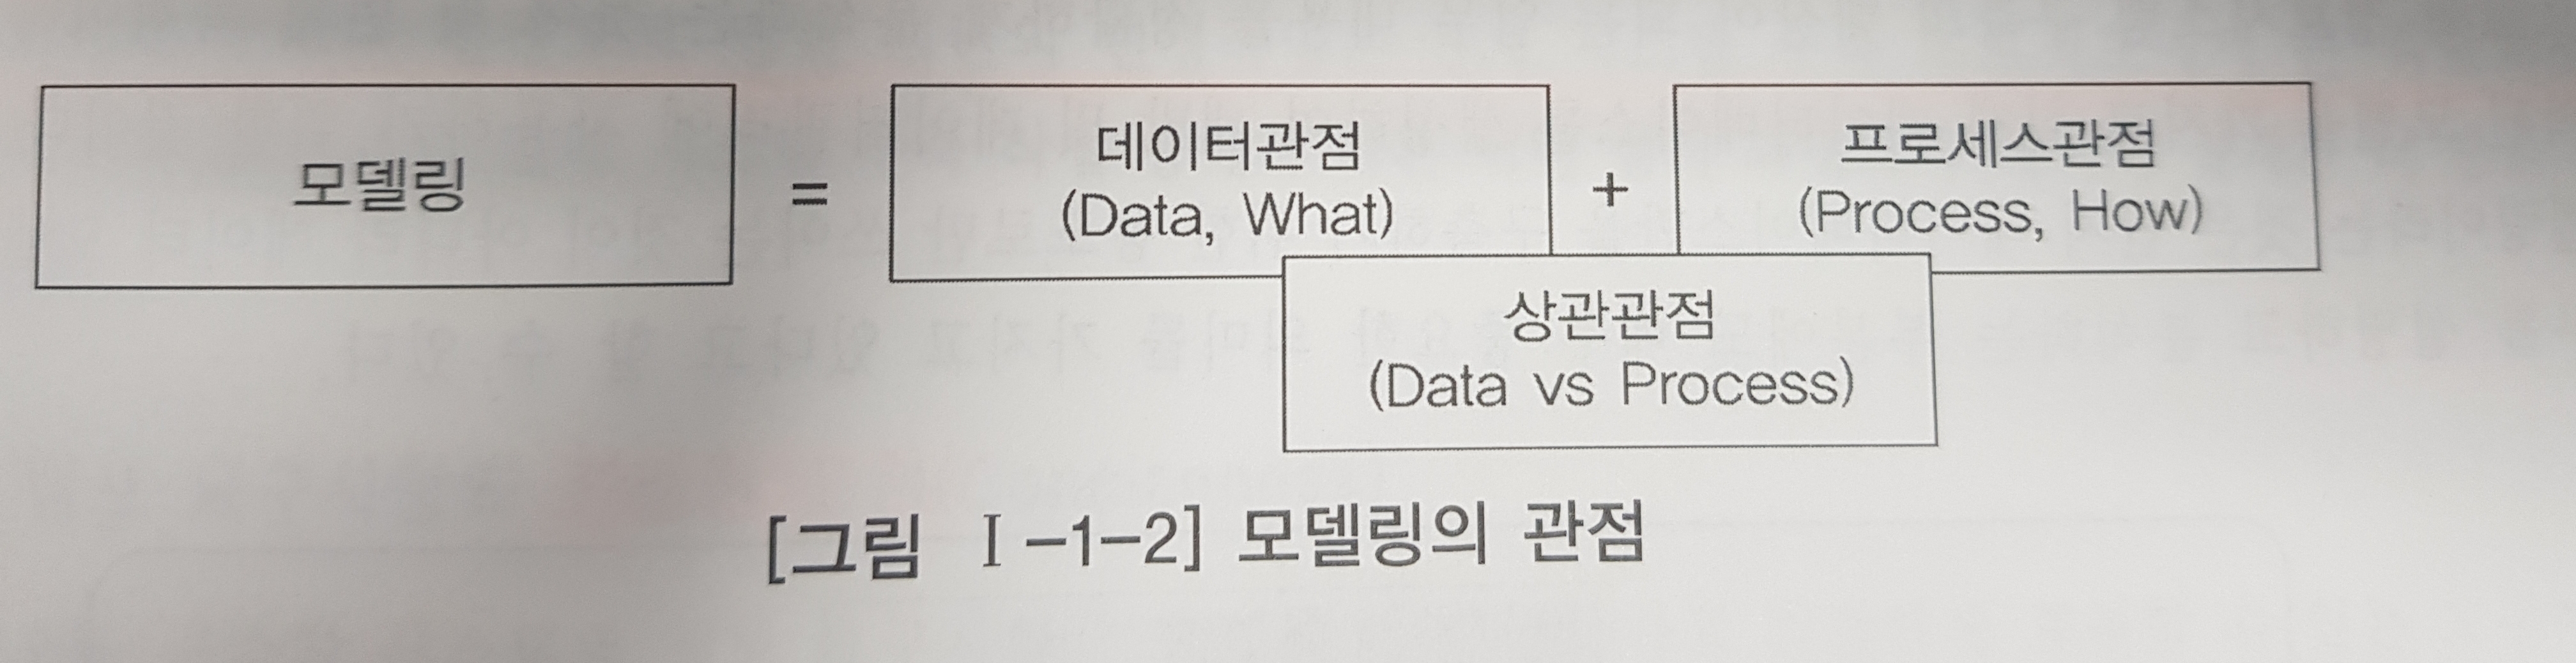 모델링
=
데이터관점
(Data, What)
+
프로세스관점
(Process, How)
상관관점
(Data vs Process)
[그림 Ⅰ-1-2] 모델링의 관점